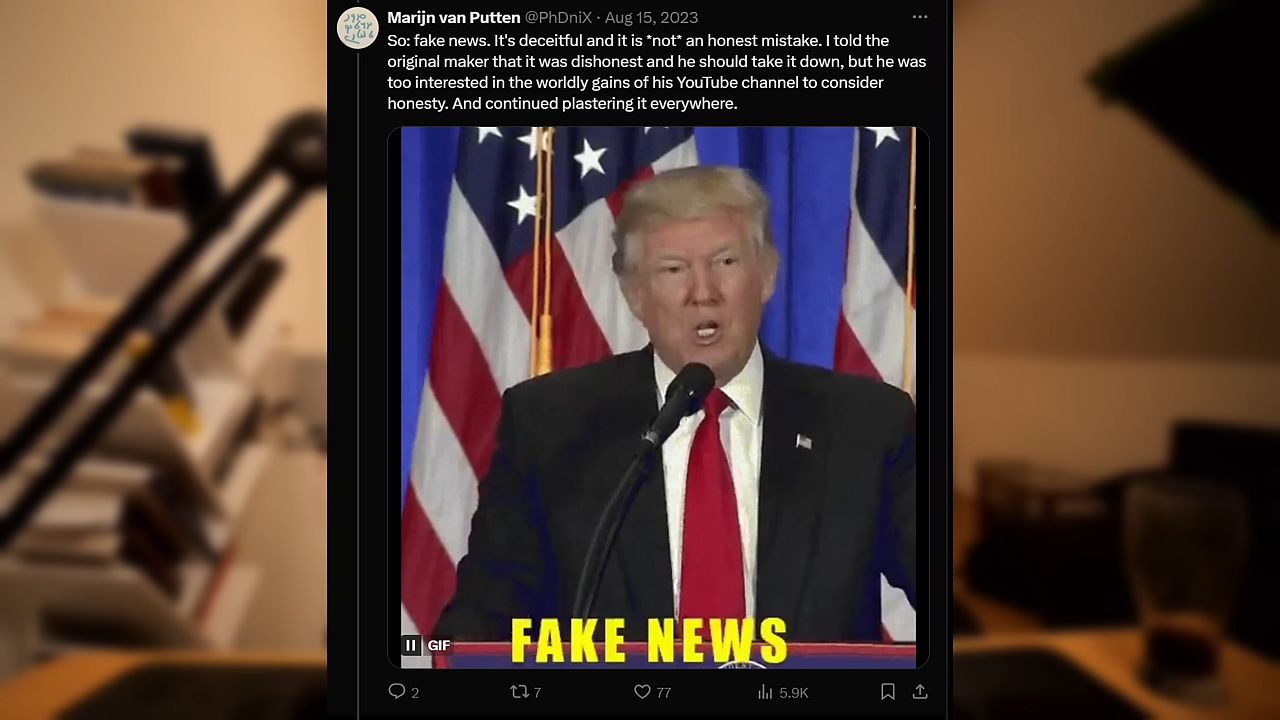 Marijn van Putten @PhDniX · Aug 15, 2023
So: fake news. It's deceitful and it is *not* an honest mistake. I told the
original maker that it was dishonest and he should take it down, but he was
too interested in the worldly gains of his YouTube channel to consider
honesty. And continued plastering it everywhere.
GIF
FAKE NEWS
2 7 77 5.9K